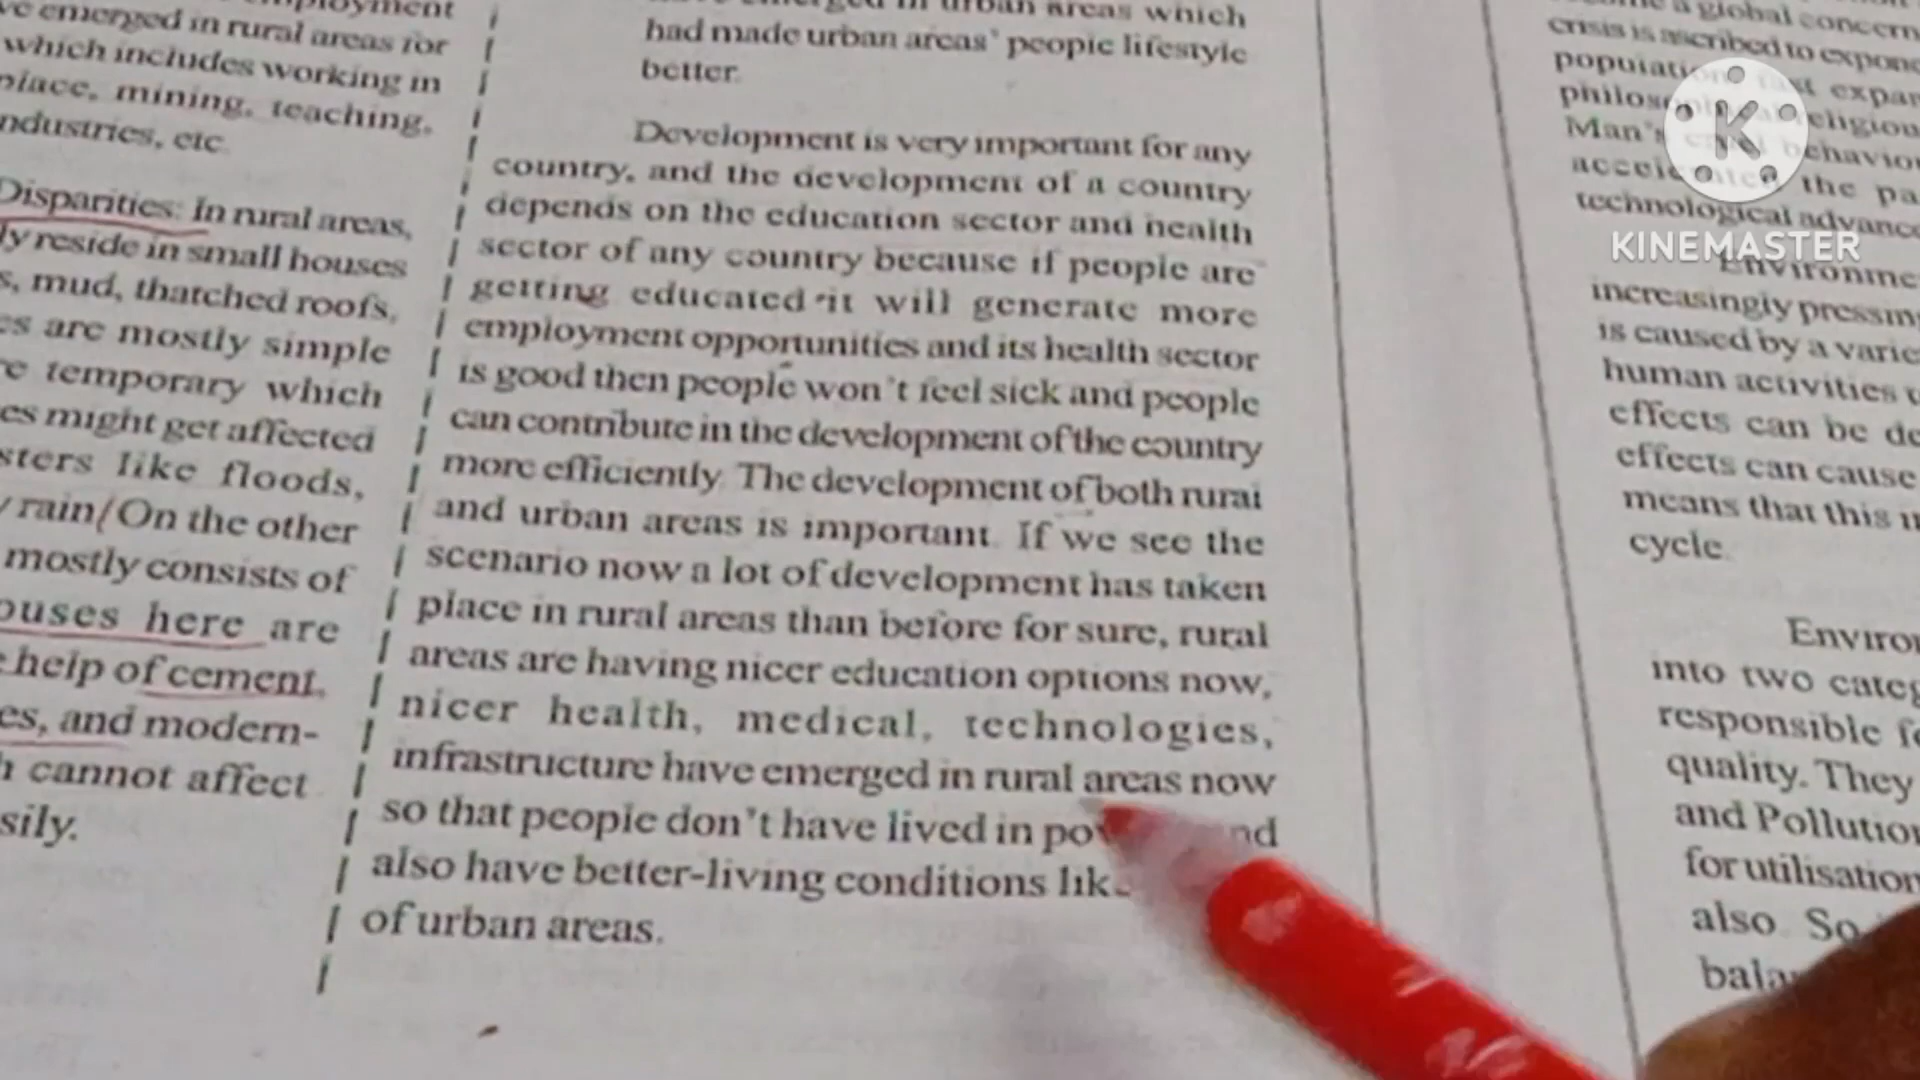 employment
emerged in rural areas for
which includes working in
place, mining, teaching,
industries, etc.
Disparities: In rural areas,
ly reside in small houses
s, mud, thatched roofs,
es are mostly simple
re temporary which
es might get affected
sters like floods,
rain. On the other
mostly consists of
ouses here are
help of cement,
es, and modern-
h cannot affect
sily.
emerged in urban areas which
had made urban areas' people lifestyle
better.
Development is very important for any
country, and the development of a country
depends on the education sector and health
sector of any country because if people are
getting educated it will generate more
employment opportunities and its health sector
is good then people won't feel sick and people
can contribute in the development of the country
more efficiently. The development of both rural
and urban areas is important. If we see the
scenario now a lot of development has taken
place in rural areas than before for sure, rural
areas are having nicer education options now,
nicer health, medical, technologies,
infrastructure have emerged in rural areas now
so that people don't have lived in pov nd
also have better-living conditions lik
of urban areas.
a global concern
crisis is ascribed to expon
expan
Man's behavio
the pa
technological advance
KINEMASTER
Environme
increasingly pressin
is caused by a varie
human activities
effects can be de
effects can cause
means that this
cycle.
Enviro
into two categ
responsible fo
quality. They
and Pollution
for utilisation
also. So
bala